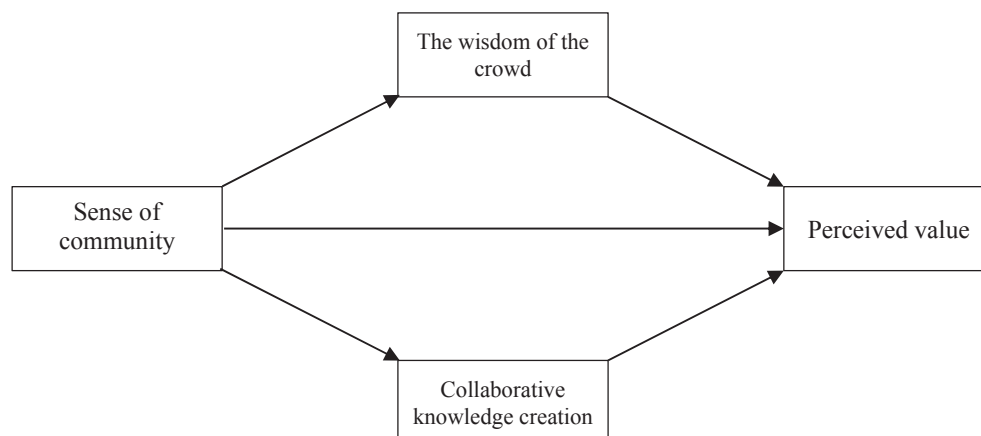 The wisdom of the
crowd
Sense of
community
Perceived value
Collaborative
knowledge creation